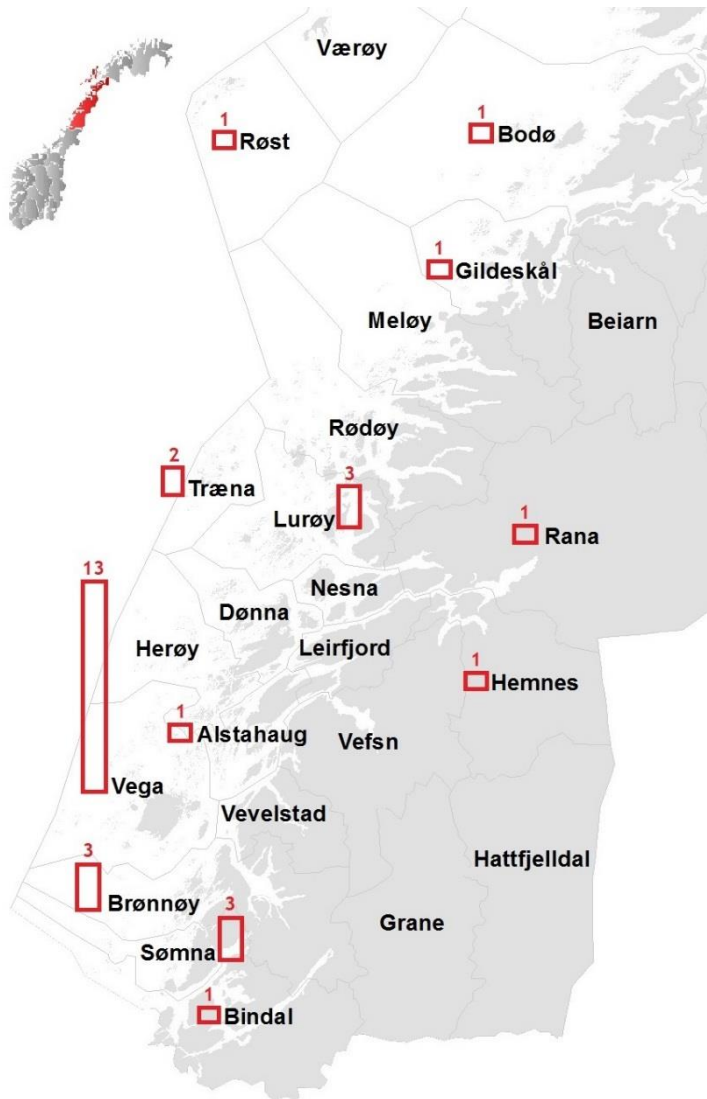 Værøy
1
Røst
1
Bodø
1
Gildeskål
Meløy
Beiarn
Rødøy
2
Træna
3
Lurøy
1
Rana
13
Nesna
Dønna
Herøy
Leirfjord
1
Hemnes
1
Alstahaug
Vefsn
Vega
Vevelstad
3
Brønnøy
Hattfjelldal
3
Sømna
Grane
1
Bindal